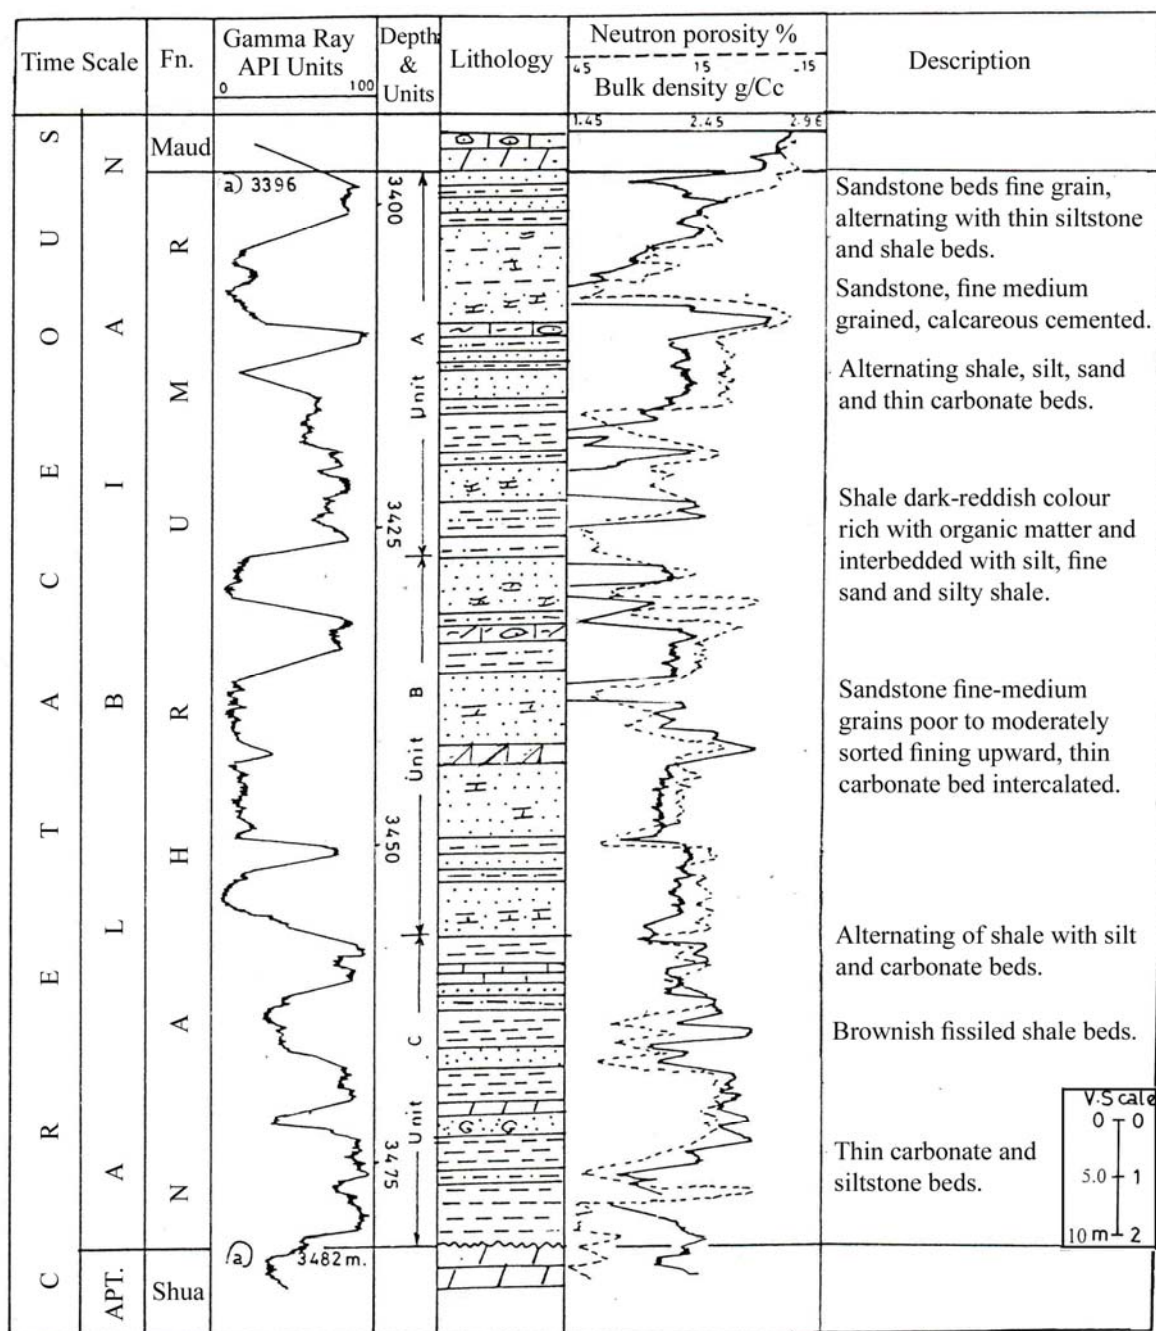 Time Scale
Fn.
Gamma Ray
API Units
0 100
Depth
&
Units
Lithology
Neutron porosity %
45 15 -15
Bulk density g/Cc
1.45 2.45 2.96
Description
CRETACEOUS
ALBIAN
APT.
Maud
NAHR UMR
Shua
a) 3396
(a) 3482 m.
3400
3425
3450
3475
Unit A
Unit B
Unit C
Sandstone beds fine grain,
alternating with thin siltstone
and shale beds.
Sandstone, fine medium
grained, calcareous cemented.
Alternating shale, silt, sand
and thin carbonate beds.
Shale dark-reddish colour
rich with organic matter and
interbedded with silt, fine
sand and silty shale.
Sandstone fine-medium
grains poor to moderately
sorted fining upward, thin
carbonate bed intercalated.
Alternating of shale with silt
and carbonate beds.
Brownish fissiled shale beds.
Thin carbonate and
siltstone beds.
V.Scale
0 0
5.0 1
10 m 2